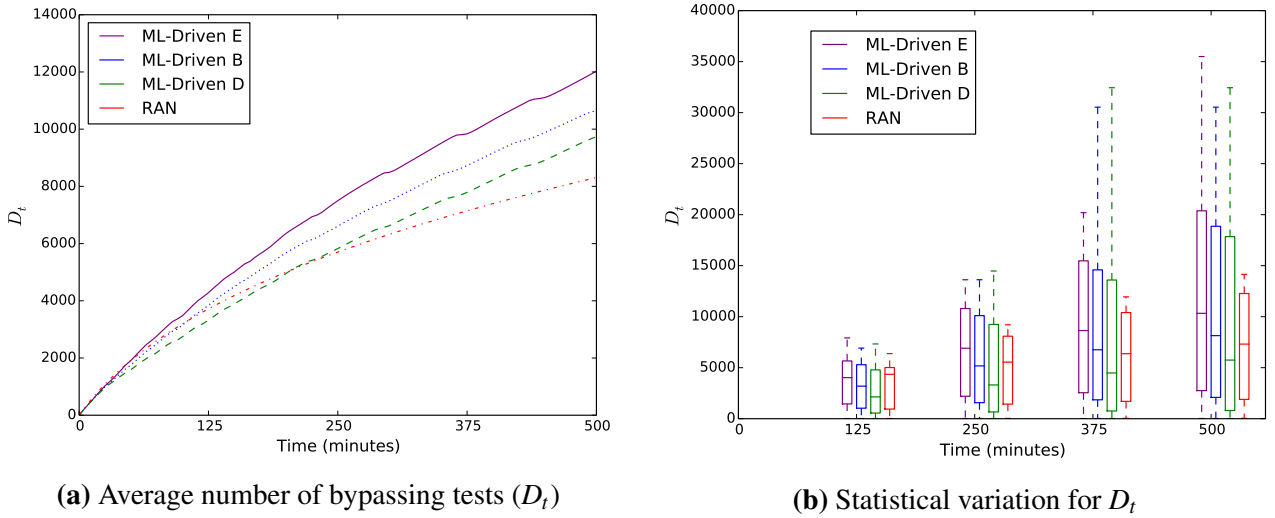 14000
12000
10000
8000
6000
4000
2000
0
D_t
ML-Driven E
ML-Driven B
ML-Driven D
RAN
0 125 250 375 500
Time (minutes)
(a) Average number of bypassing tests (D_t)
40000
35000
30000
25000
20000
15000
10000
5000
0
D_t
ML-Driven E
ML-Driven B
ML-Driven D
RAN
0 125 250 375 500
Time (minutes)
(b) Statistical variation for D_t